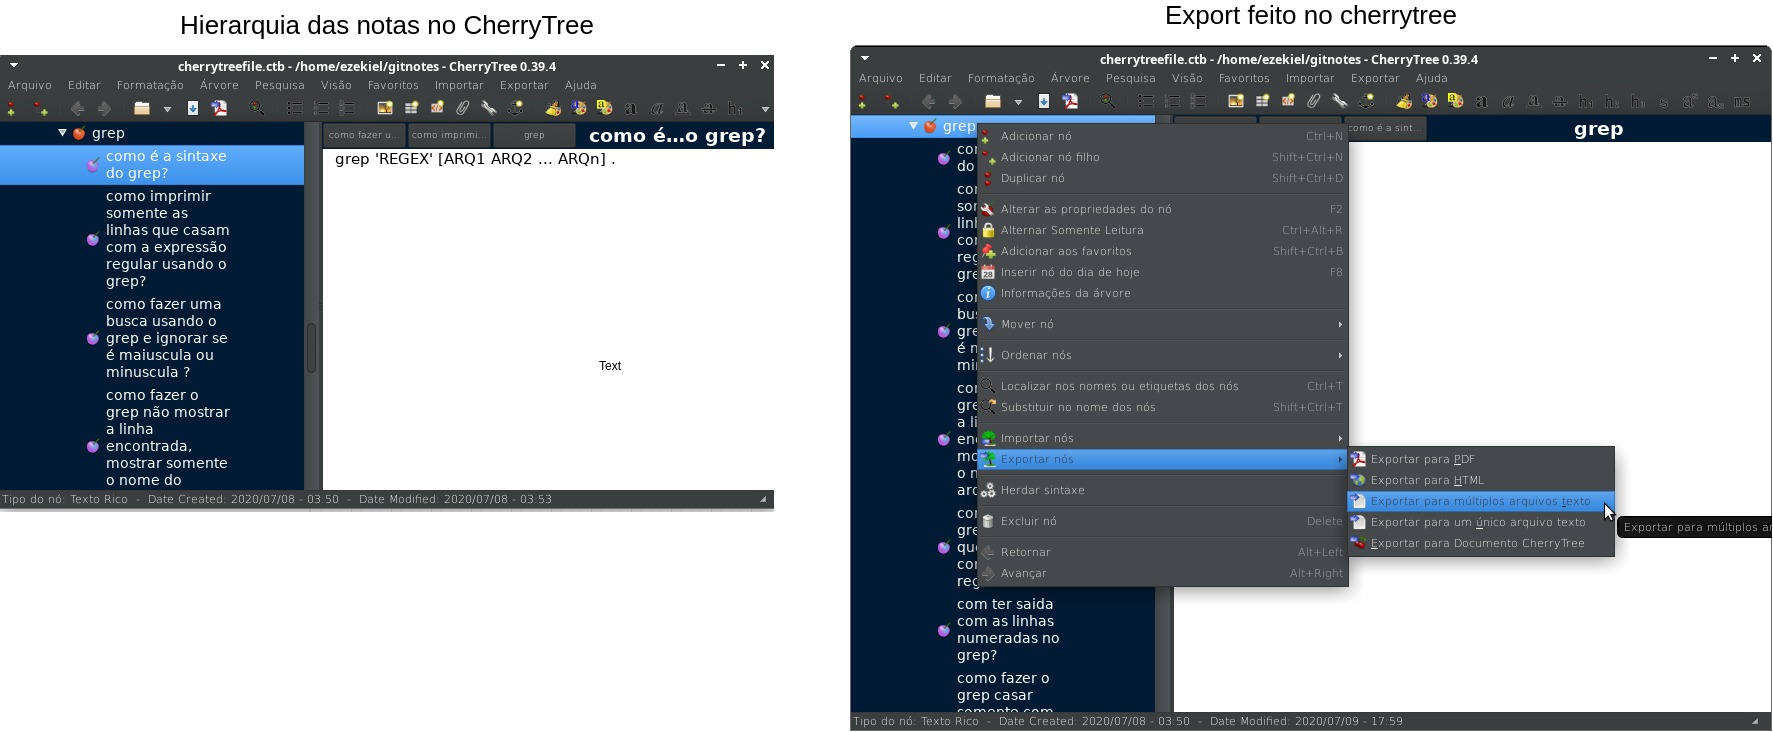 Hierarquia das notas no CherryTree
cherrytreefile.ctb - /home/ezekiel/gitnotes - CherryTree 0.39.4
Arquivo Editar Formatação Árvore Pesquisa Visão Favoritos Importar Exportar Ajuda
grep
como fazer u... como imprimi... grep como é...o grep?
como é a sintaxe
do grep?
grep 'REGEX' [ARQ1 ARQ2 ... ARQn] .
como imprimir
somente as
linhas que casam
com a expressão
regular usando o
grep?
como fazer uma
busca usando o
grep e ignorar se
é maiuscula ou
minuscula ?
Text
como fazer o
grep não mostrar
a linha
encontrada,
mostrar somente
o nome do
Tipo do nó: Texto Rico - Date Created: 2020/07/08 - 03:50 - Date Modified: 2020/07/08 - 03:53
Export feito no cherrytree
cherrytreefile.ctb - /home/ezekiel/gitnotes - CherryTree 0.39.4
Arquivo Editar Formatação Árvore Pesquisa Visão Favoritos Importar Exportar Ajuda
grep
como é a sint... grep
Adicionar nó Ctrl+N
Adicionar nó filho Shift+Ctrl+N
Duplicar nó Shift+Ctrl+D
Alterar as propriedades do nó F2
Alternar Somente Leitura Ctrl+Alt+R
Adicionar aos favoritos Shift+Ctrl+B
Inserir nó do dia de hoje F8
Informações da árvore
Mover nó
Ordenar nós
Localizar nos nomes ou etiquetas dos nós Ctrl+T
Substituir no nome dos nós Shift+Ctrl+T
Importar nós
Exportar nós
Herdar sintaxe
Excluir nó Delete
Retornar Alt+Left
Avançar Alt+Right
Exportar para PDF
Exportar para HTML
Exportar para múltiplos arquivos texto
Exportar para um único arquivo texto
Exportar para Documento CherryTree
Exportar para múltiplos
com ter saida
com as linhas
numeradas no
grep?
como fazer o
grep casar
somente com
Tipo do nó: Texto Rico - Date Created: 2020/07/08 - 03:50 - Date Modified: 2020/07/09 - 17:59